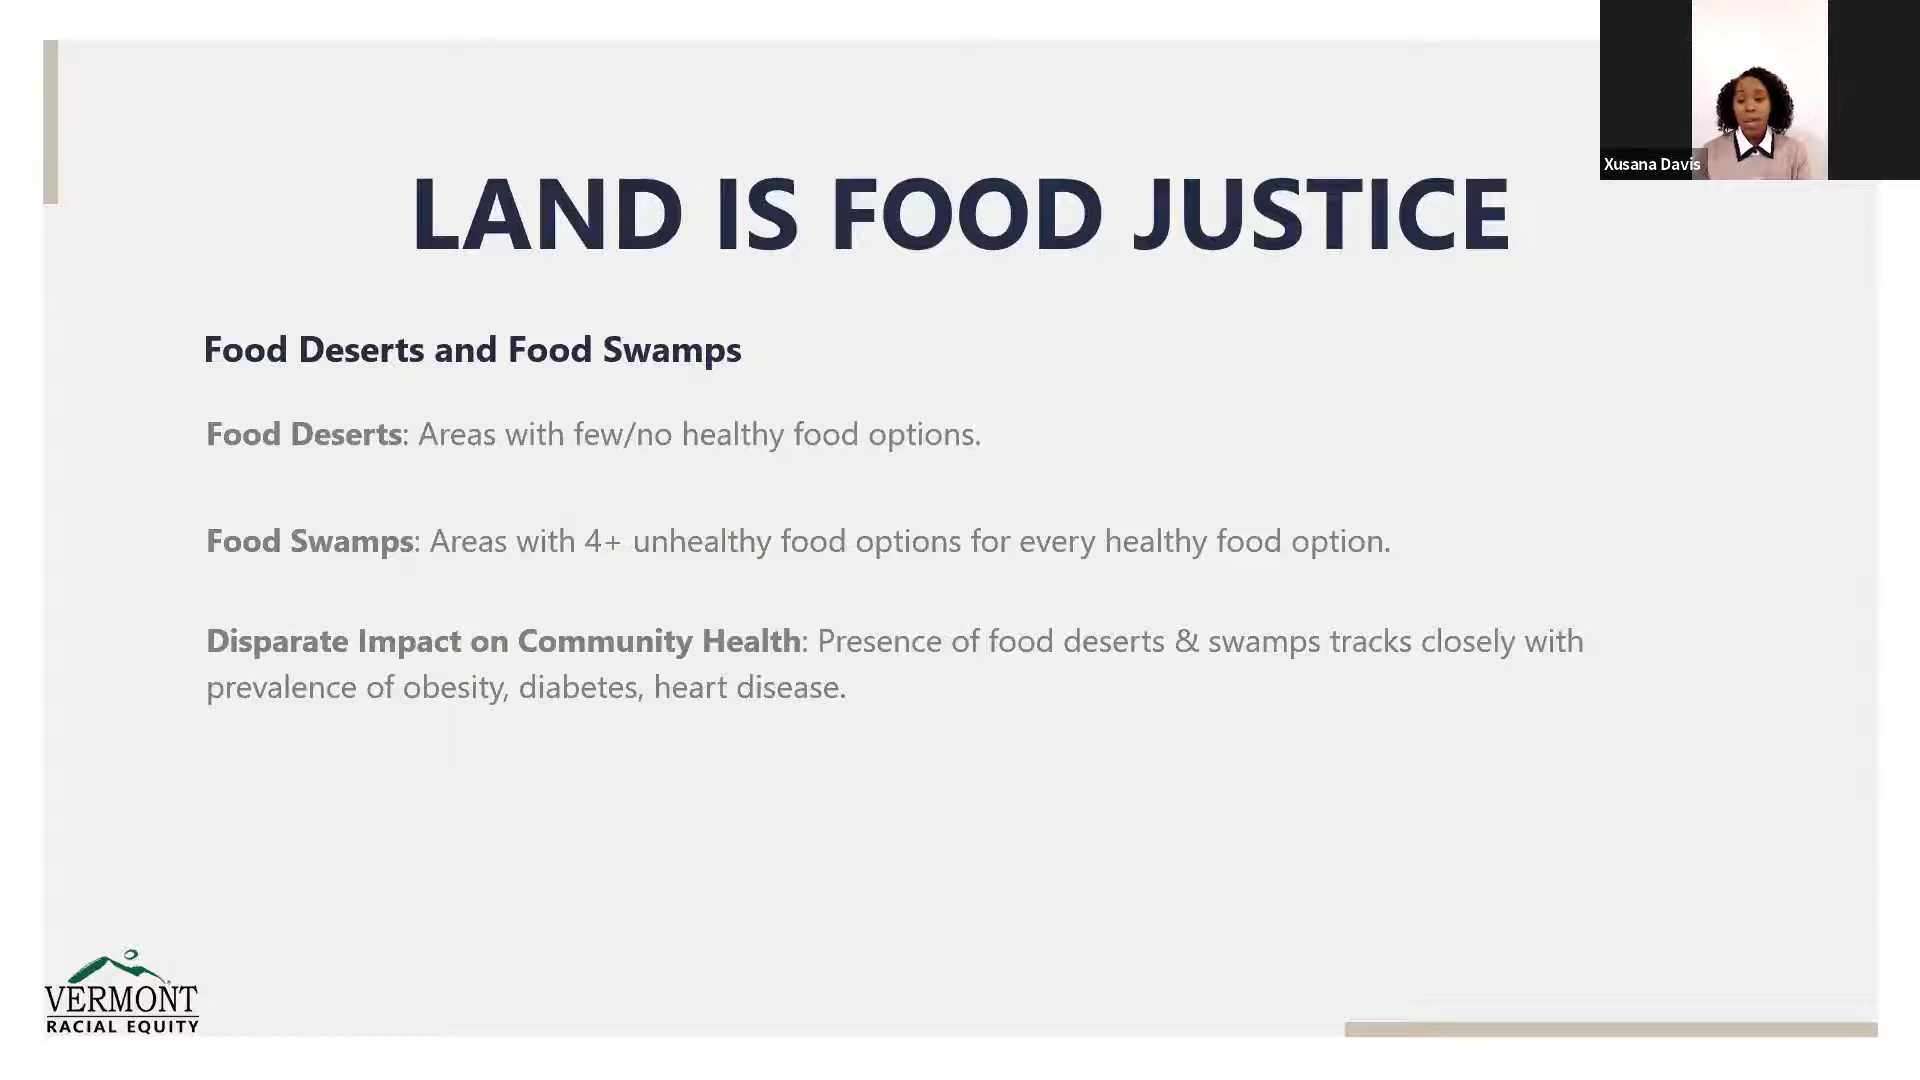 Xusana Davis
LAND IS FOOD JUSTICE
Food Deserts and Food Swamps
Food Deserts: Areas with few/no healthy food options.
Food Swamps: Areas with 4+ unhealthy food options for every healthy food option.
Disparate Impact on Community Health: Presence of food deserts & swamps tracks closely with
prevalence of obesity, diabetes, heart disease.
VERMONT
RACIAL EQUITY